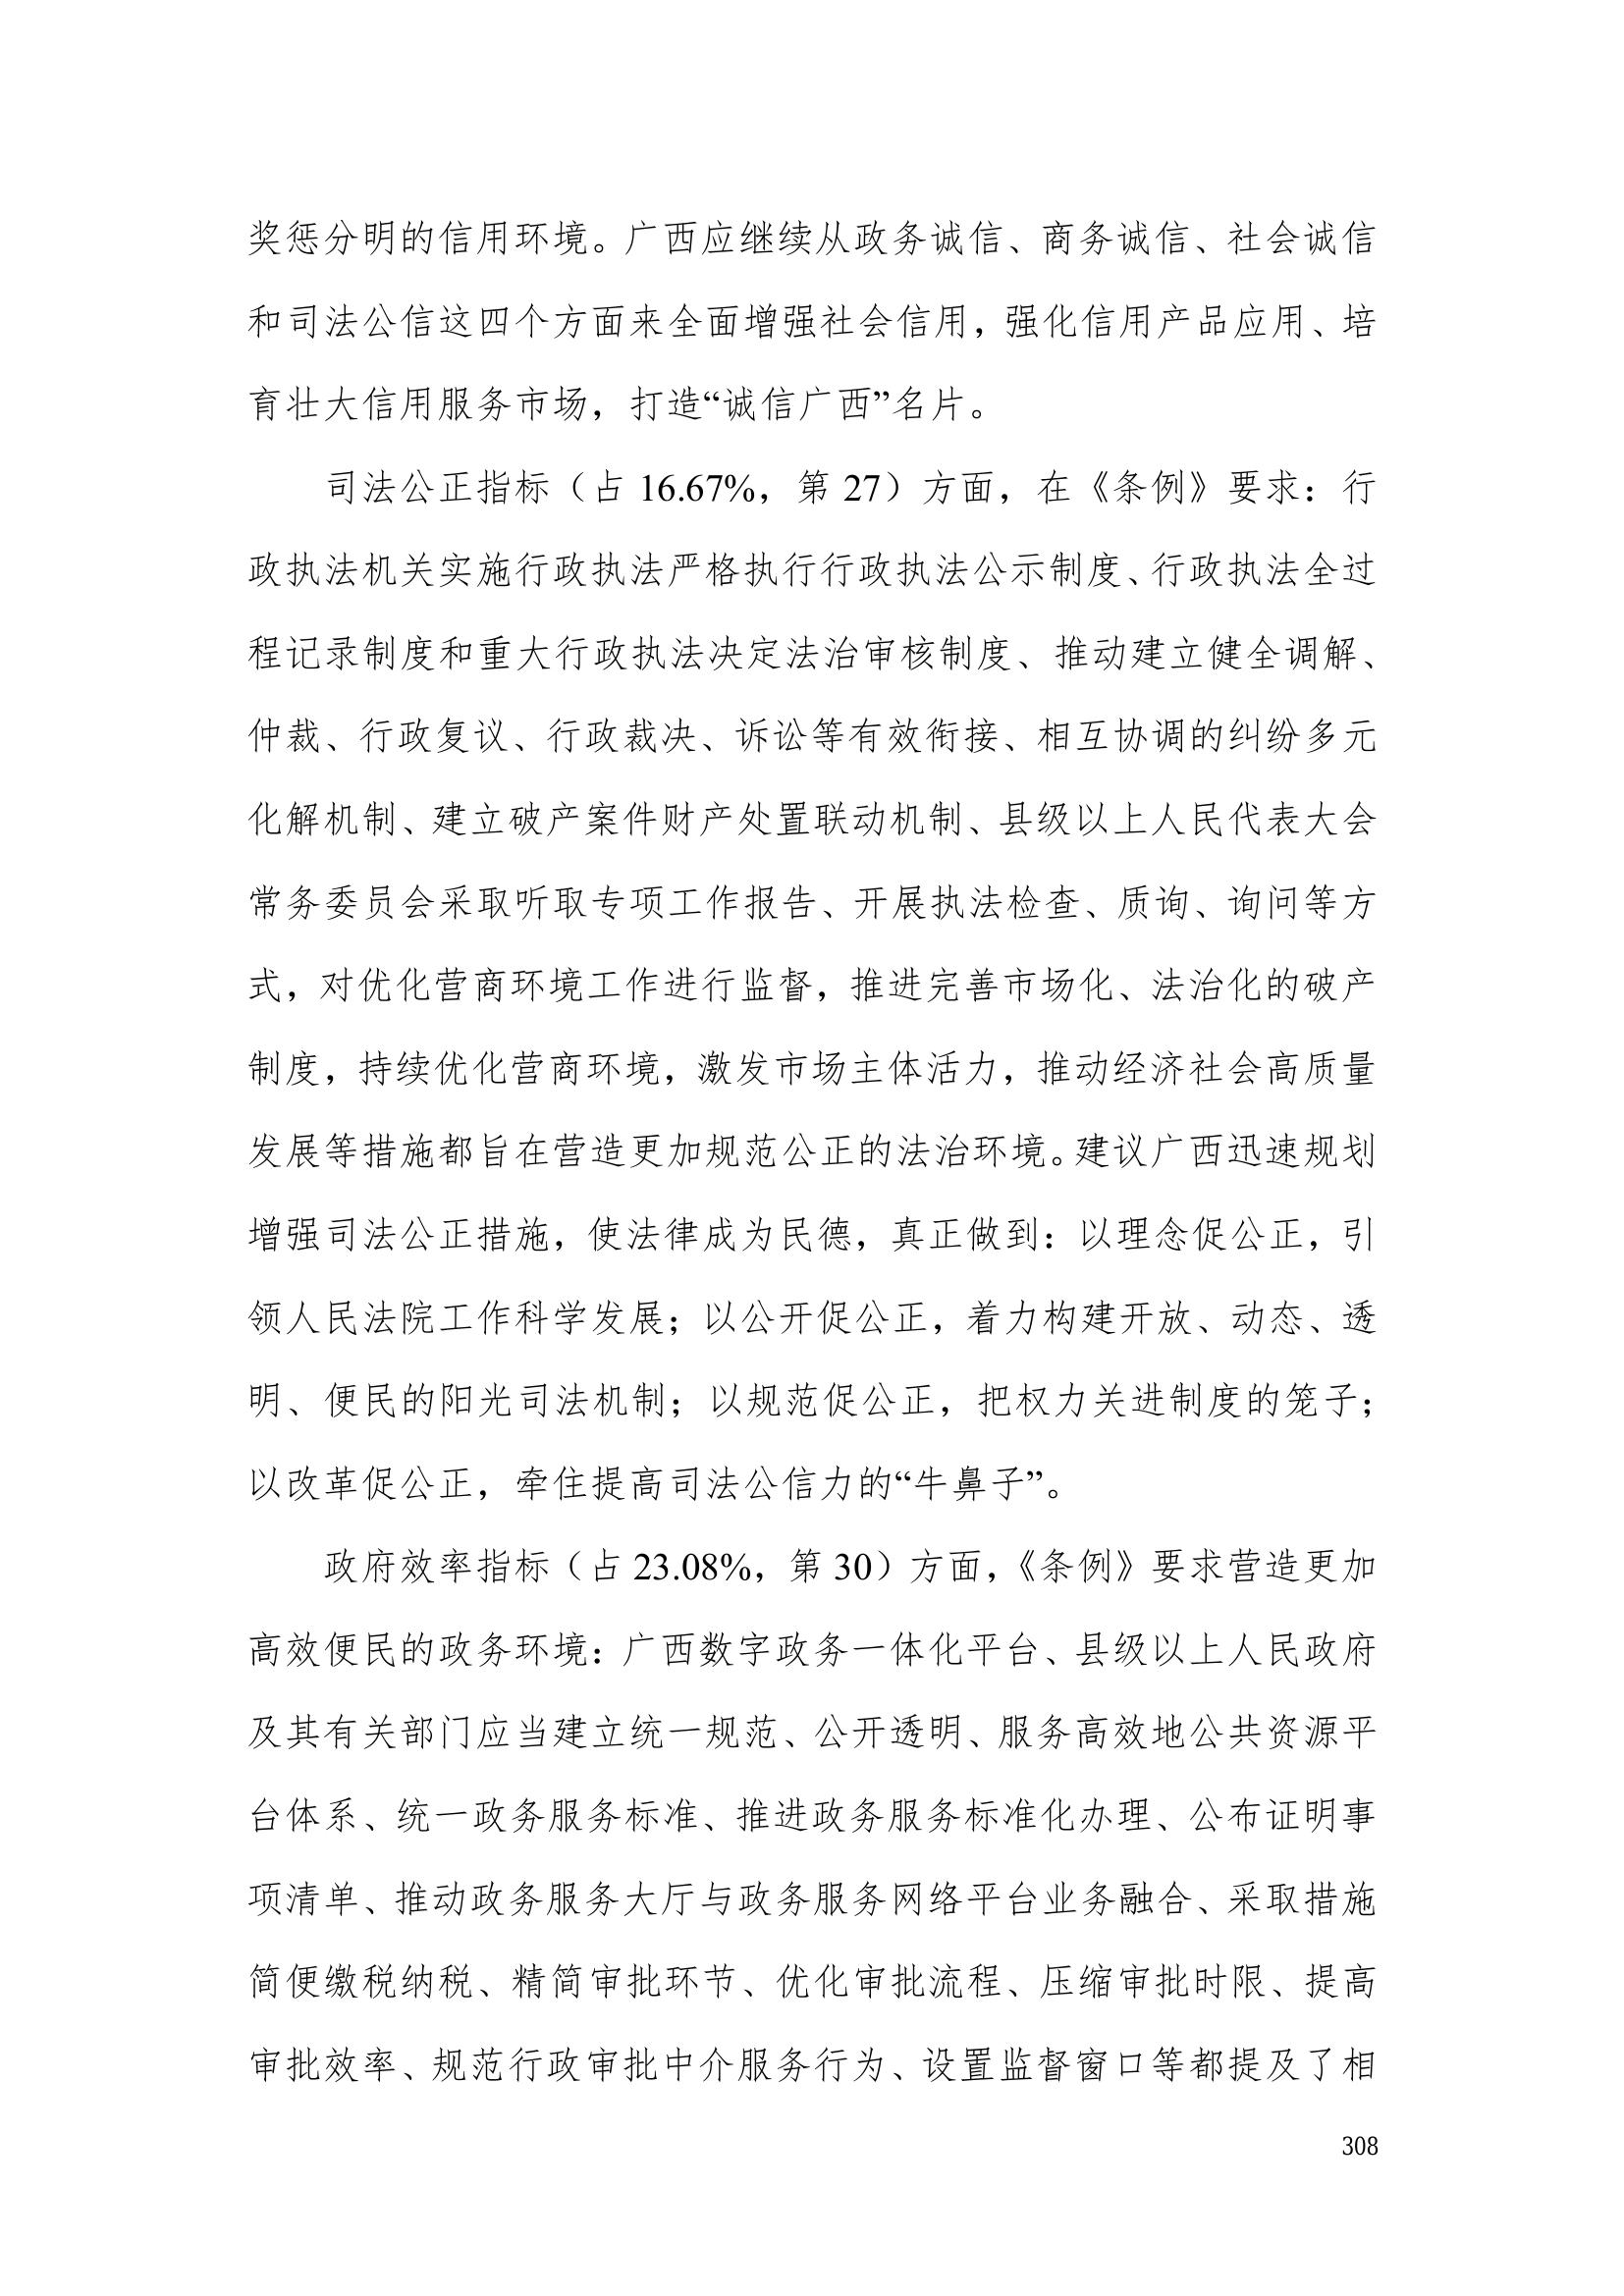 奖惩分明的信用环境。广西应继续从政务诚信、商务诚信、社会诚信
和司法公信这四个方面来全面增强社会信用，强化信用产品应用、培
育壮大信用服务市场，打造“诚信广西”名片。
司法公正指标（占 16.67%，第 27）方面，在《条例》要求：行
政执法机关实施行政执法严格执行行政执法公示制度、行政执法全过
程记录制度和重大行政执法决定法治审核制度、推动建立健全调解、
仲裁、行政复议、行政裁决、诉讼等有效衔接、相互协调的纠纷多元
化解机制、建立破产案件财产处置联动机制、县级以上人民代表大会
常务委员会采取听取专项工作报告、开展执法检查、质询、询问等方
式，对优化营商环境工作进行监督，推进完善市场化、法治化的破产
制度，持续优化营商环境，激发市场主体活力，推动经济社会高质量
发展等措施都旨在营造更加规范公正的法治环境。建议广西迅速规划
增强司法公正措施，使法律成为民德，真正做到：以理念促公正，引
领人民法院工作科学发展；以公开促公正，着力构建开放、动态、透
明、便民的阳光司法机制；以规范促公正，把权力关进制度的笼子；
以改革促公正，牵住提高司法公信力的“牛鼻子”。
政府效率指标（占 23.08%，第 30）方面，《条例》要求营造更加
高效便民的政务环境：广西数字政务一体化平台、县级以上人民政府
及其有关部门应当建立统一规范、公开透明、服务高效地公共资源平
台体系、统一政务服务标准、推进政务服务标准化办理、公布证明事
项清单、推动政务服务大厅与政务服务网络平台业务融合、采取措施
简便缴税纳税、精简审批环节、优化审批流程、压缩审批时限、提高
审批效率、规范行政审批中介服务行为、设置监督窗口等都提及了相
308